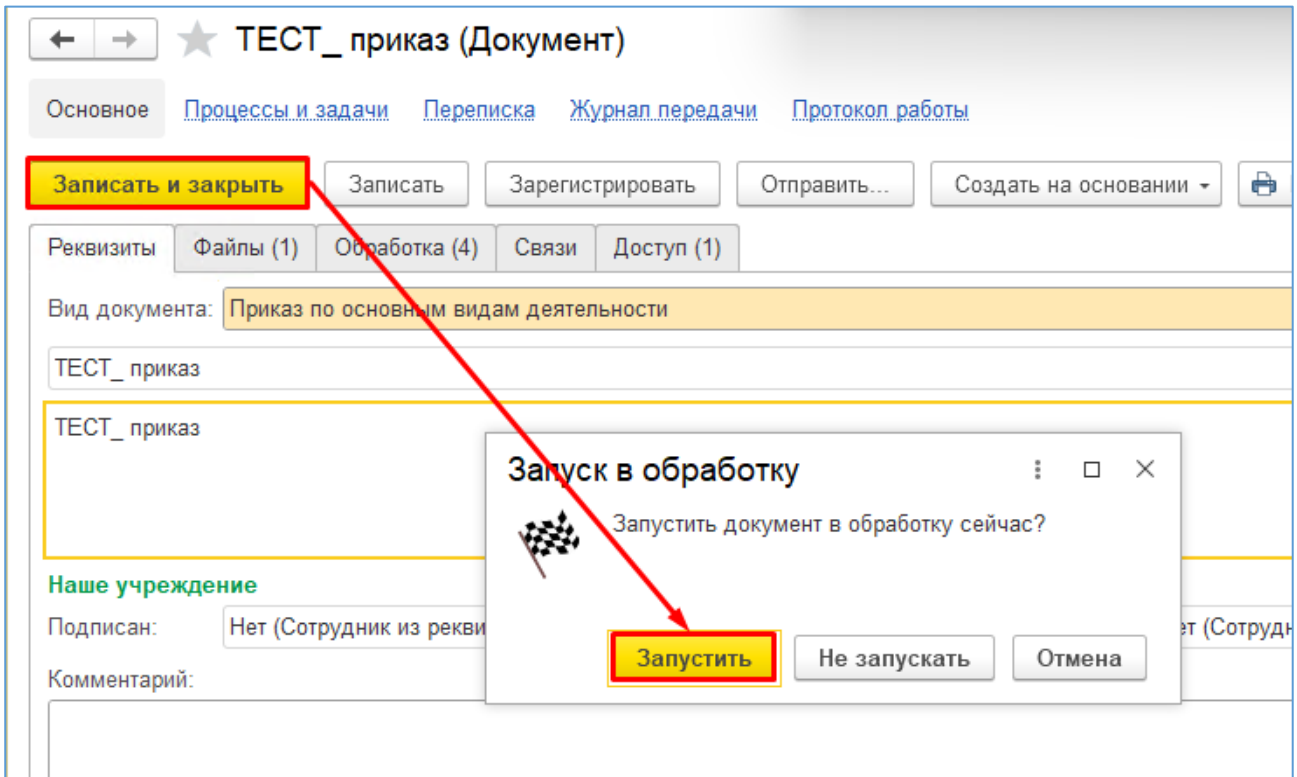 ТЕСТ_ приказ (Документ)
Основное Процессы и задачи Переписка Журнал передачи Протокол работы
Записать и закрыть Записать Зарегистрировать Отправить... Создать на основании
Реквизиты Файлы (1) Обработка (4) Связи Доступ (1)
Вид документа: Приказ по основным видам деятельности
ТЕСТ_ приказ
ТЕСТ_ приказ
Запуск в обработку
Запустить документ в обработку сейчас?
Наше учреждение
Подписан: Нет (Сотрудник из рекви
Запустить Не запускать Отмена
Комментарий: